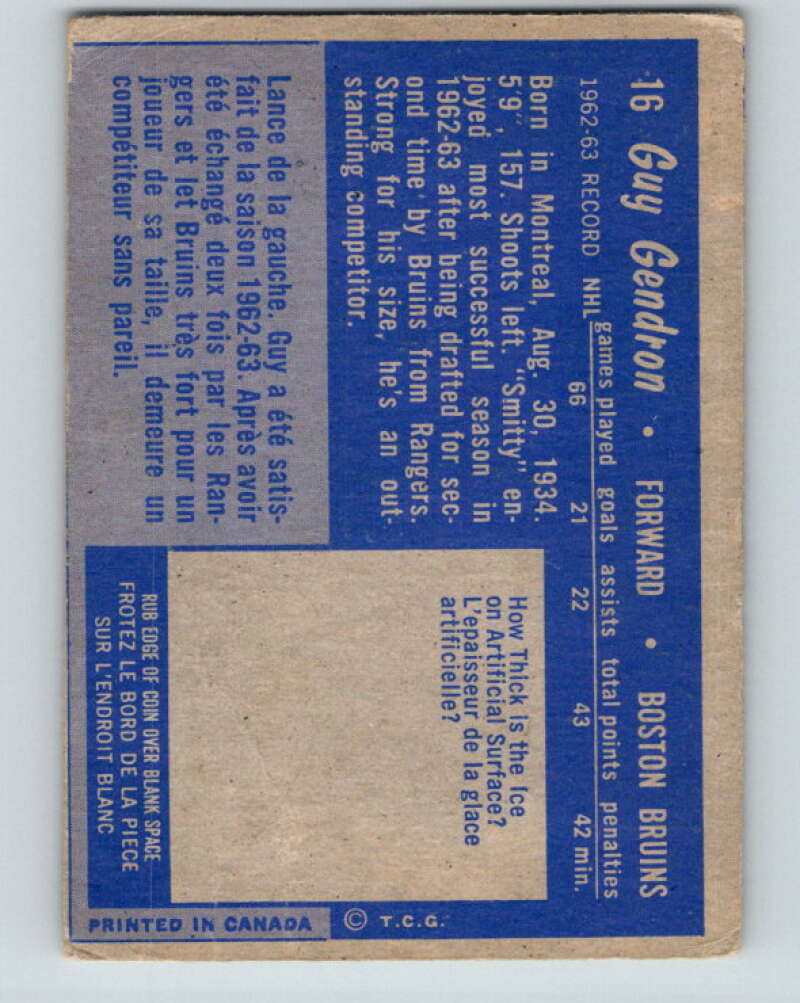 16 Guy Gendron • FORWARD • BOSTON BRUINS
games played goals assists total points penalties
1962-63 RECORD NHL 66 21 22 43 42 min.
Born in Montreal, Aug. 30, 1934.
5'9", 157. Shoots left. "Smitty" en-
joyed most successful season in
1962-63 after being drafted for sec-
ond time by Bruins from Rangers.
Strong for his size, he's an out-
standing competitor.
Lance de la gauche. Guy a été satis-
fait de la saison 1962-63. Après avoir
été échangé deux fois par les Ran-
gers et let Bruins très fort pour un
joueur de sa taille, il demeure un
compétiteur sans pareil.
How Thick is the Ice
on Artificial Surface?
L'epaisseur de la glace
artificielle?
RUB EDGE OF COIN OVER BLANK SPACE
FROTEZ LE BORD DE LA PIECE
SUR L'ENDROIT BLANC
PRINTED IN CANADA © T.C.G.